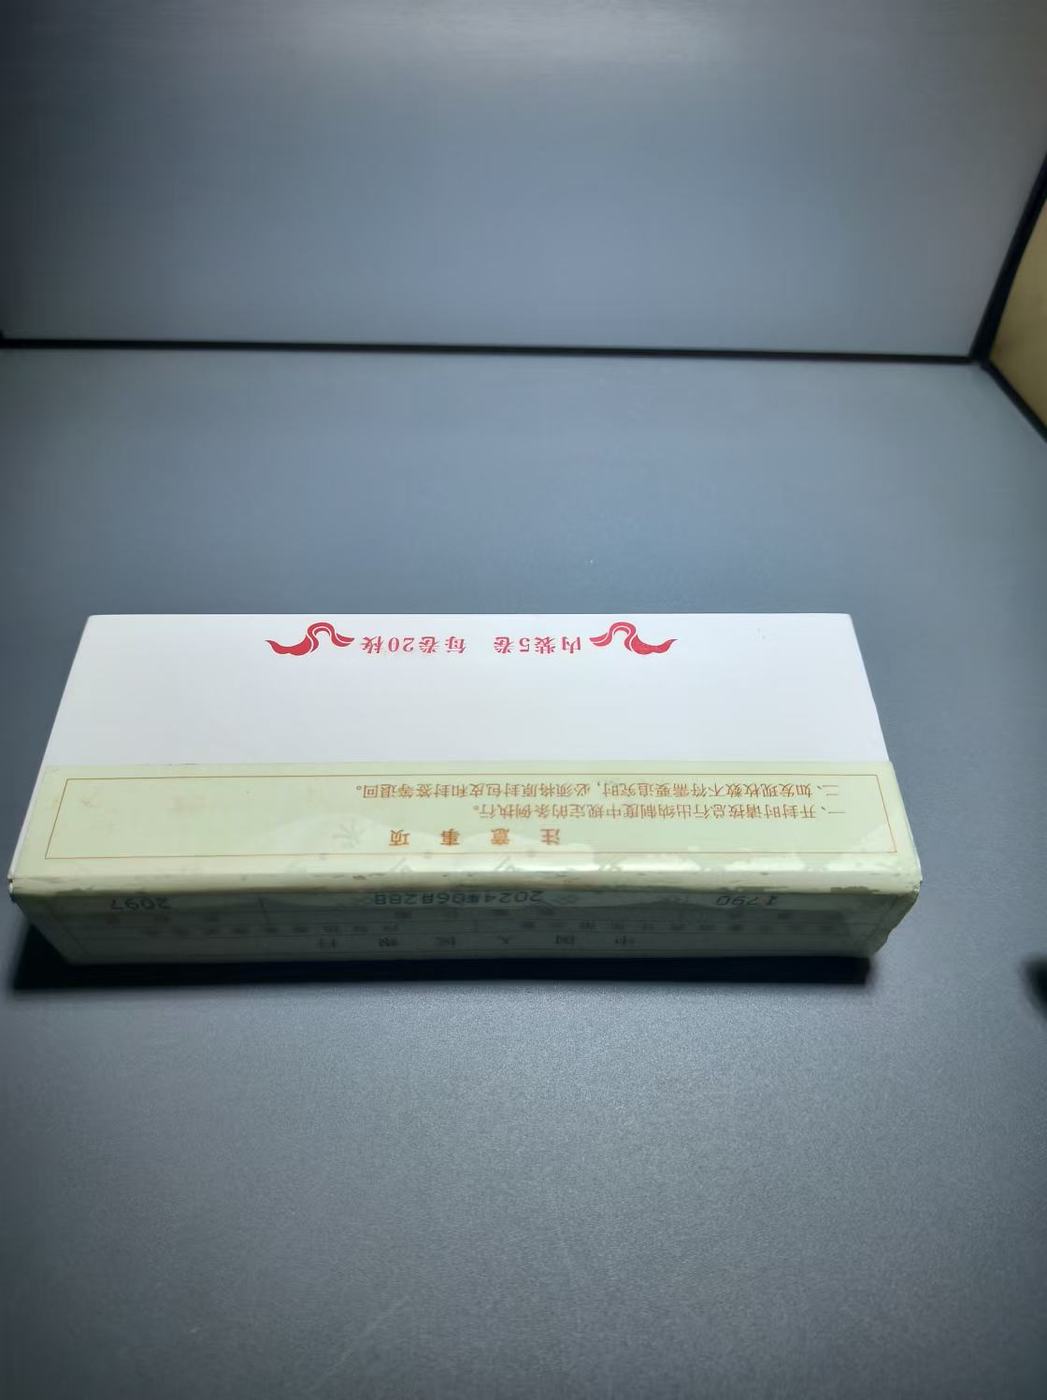 中国人民银行
1790 2024年06月28日 2097
注意事项
一、开封时请按总行出纳制度中规定的条例执行。
二、如发现枚数不符需要追究时，必须将原封包皮和封签等退回。
内装5卷 每卷20枚